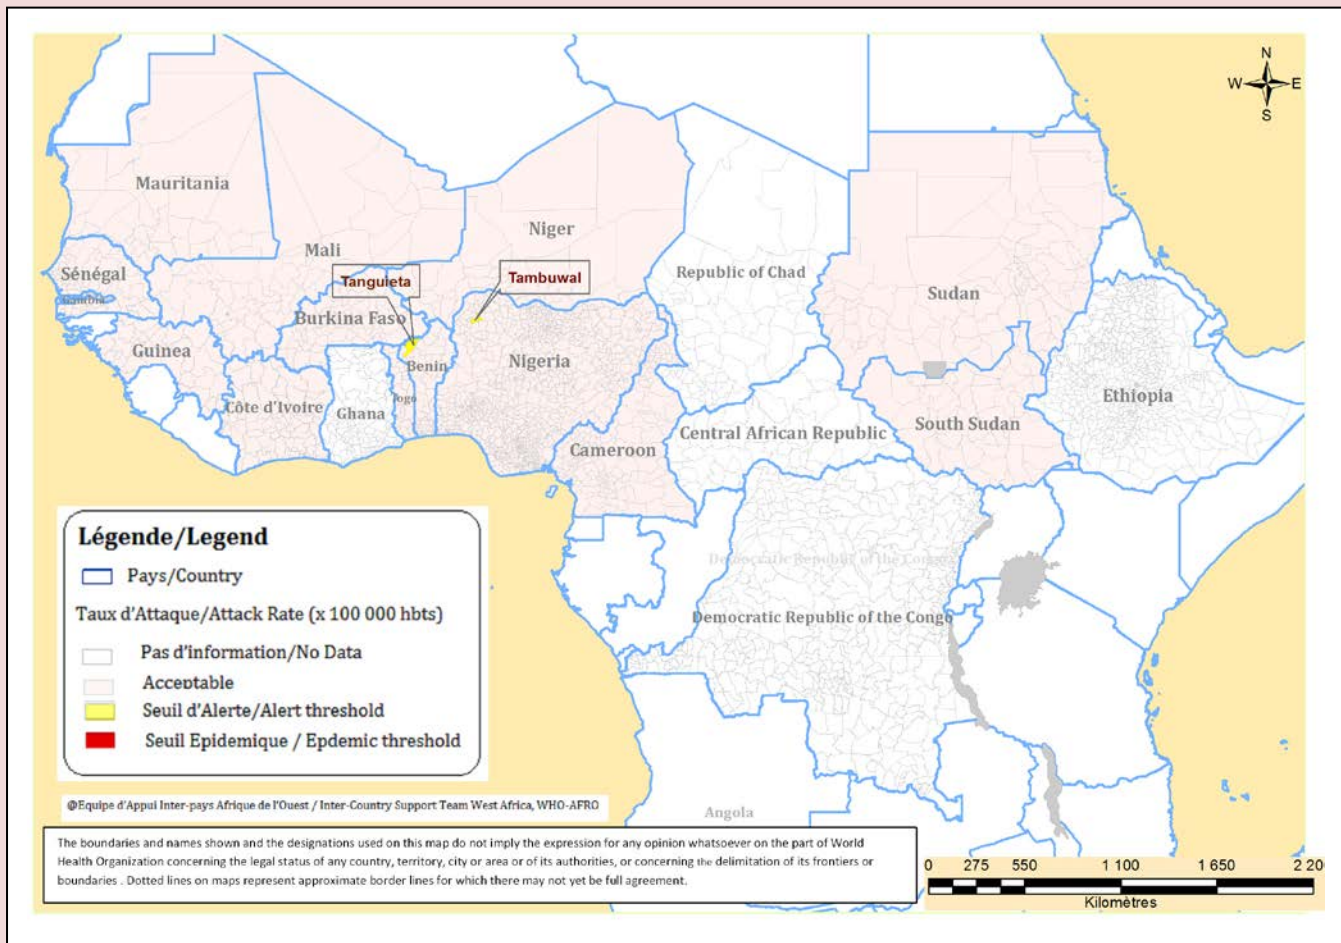 N
W E
S
Mauritania
Niger
Mali
Sénégal
Republic of Chad
Tanguieta
Tambuwal
Sudan
Gambia
Burkina Faso
Guinea
Nigeria
Benin
Togo
Ethiopia
Côte d'Ivoire
Ghana
South Sudan
Central African Republic
Cameroon
Democratic Republic of the Congo
Democratic Republic of the Congo
Angola
Légende/Legend
Pays/Country
Taux d'Attaque/Attack Rate (x 100 000 hbts)
Pas d'information/No Data
Acceptable
Seuil d'Alerte/Alert threshold
Seuil Epidemique / Epdemic threshold
@Equipe d'Appui Inter-pays Afrique de l'Ouest / Inter-Country Support Team West Africa, WHO-AFRO
The boundaries and names shown and the designations used on this map do not imply the expression for any opinion whatsoever on the part of World
Health Organization concerning the legal status of any country, territory, city or area or of its authorities, or concerning the delimitation of its frontiers or
boundaries . Dotted lines on maps represent approximate border lines for which there may not yet be full agreement.
0 275 550 1 100 1 650 2 20
Kilomètres